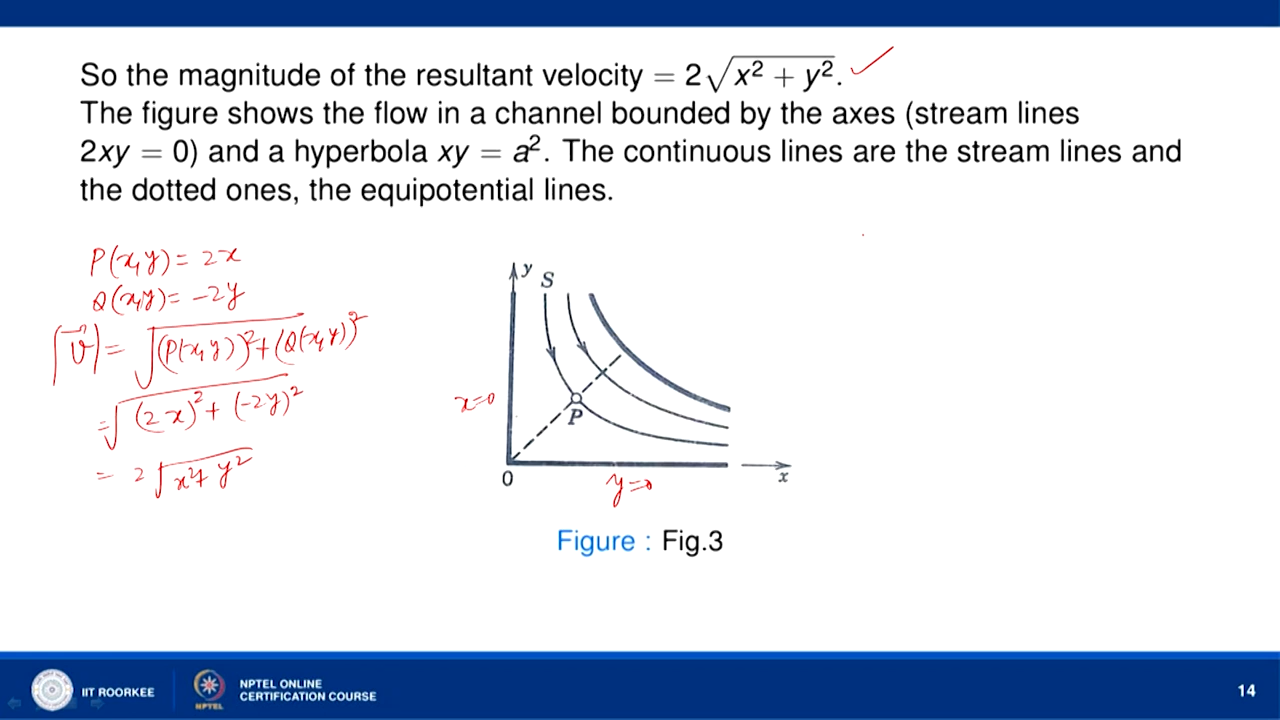 So the magnitude of the resultant velocity = 2√(x² + y²).
The figure shows the flow in a channel bounded by the axes (stream lines
2xy = 0) and a hyperbola xy = a². The continuous lines are the stream lines and
the dotted ones, the equipotential lines.
P(x,y) = 2x
Q(x,y) = -2y
|v⃗| = √((P(x,y))² + (Q(x,y))²
= √((2x)² + (-2y)²
= 2√(x² + y²)
y
S
x=0
P
0
y=0
x
Figure : Fig.3
IIT ROORKEE
NPTEL
NPTEL ONLINE
CERTIFICATION COURSE
14